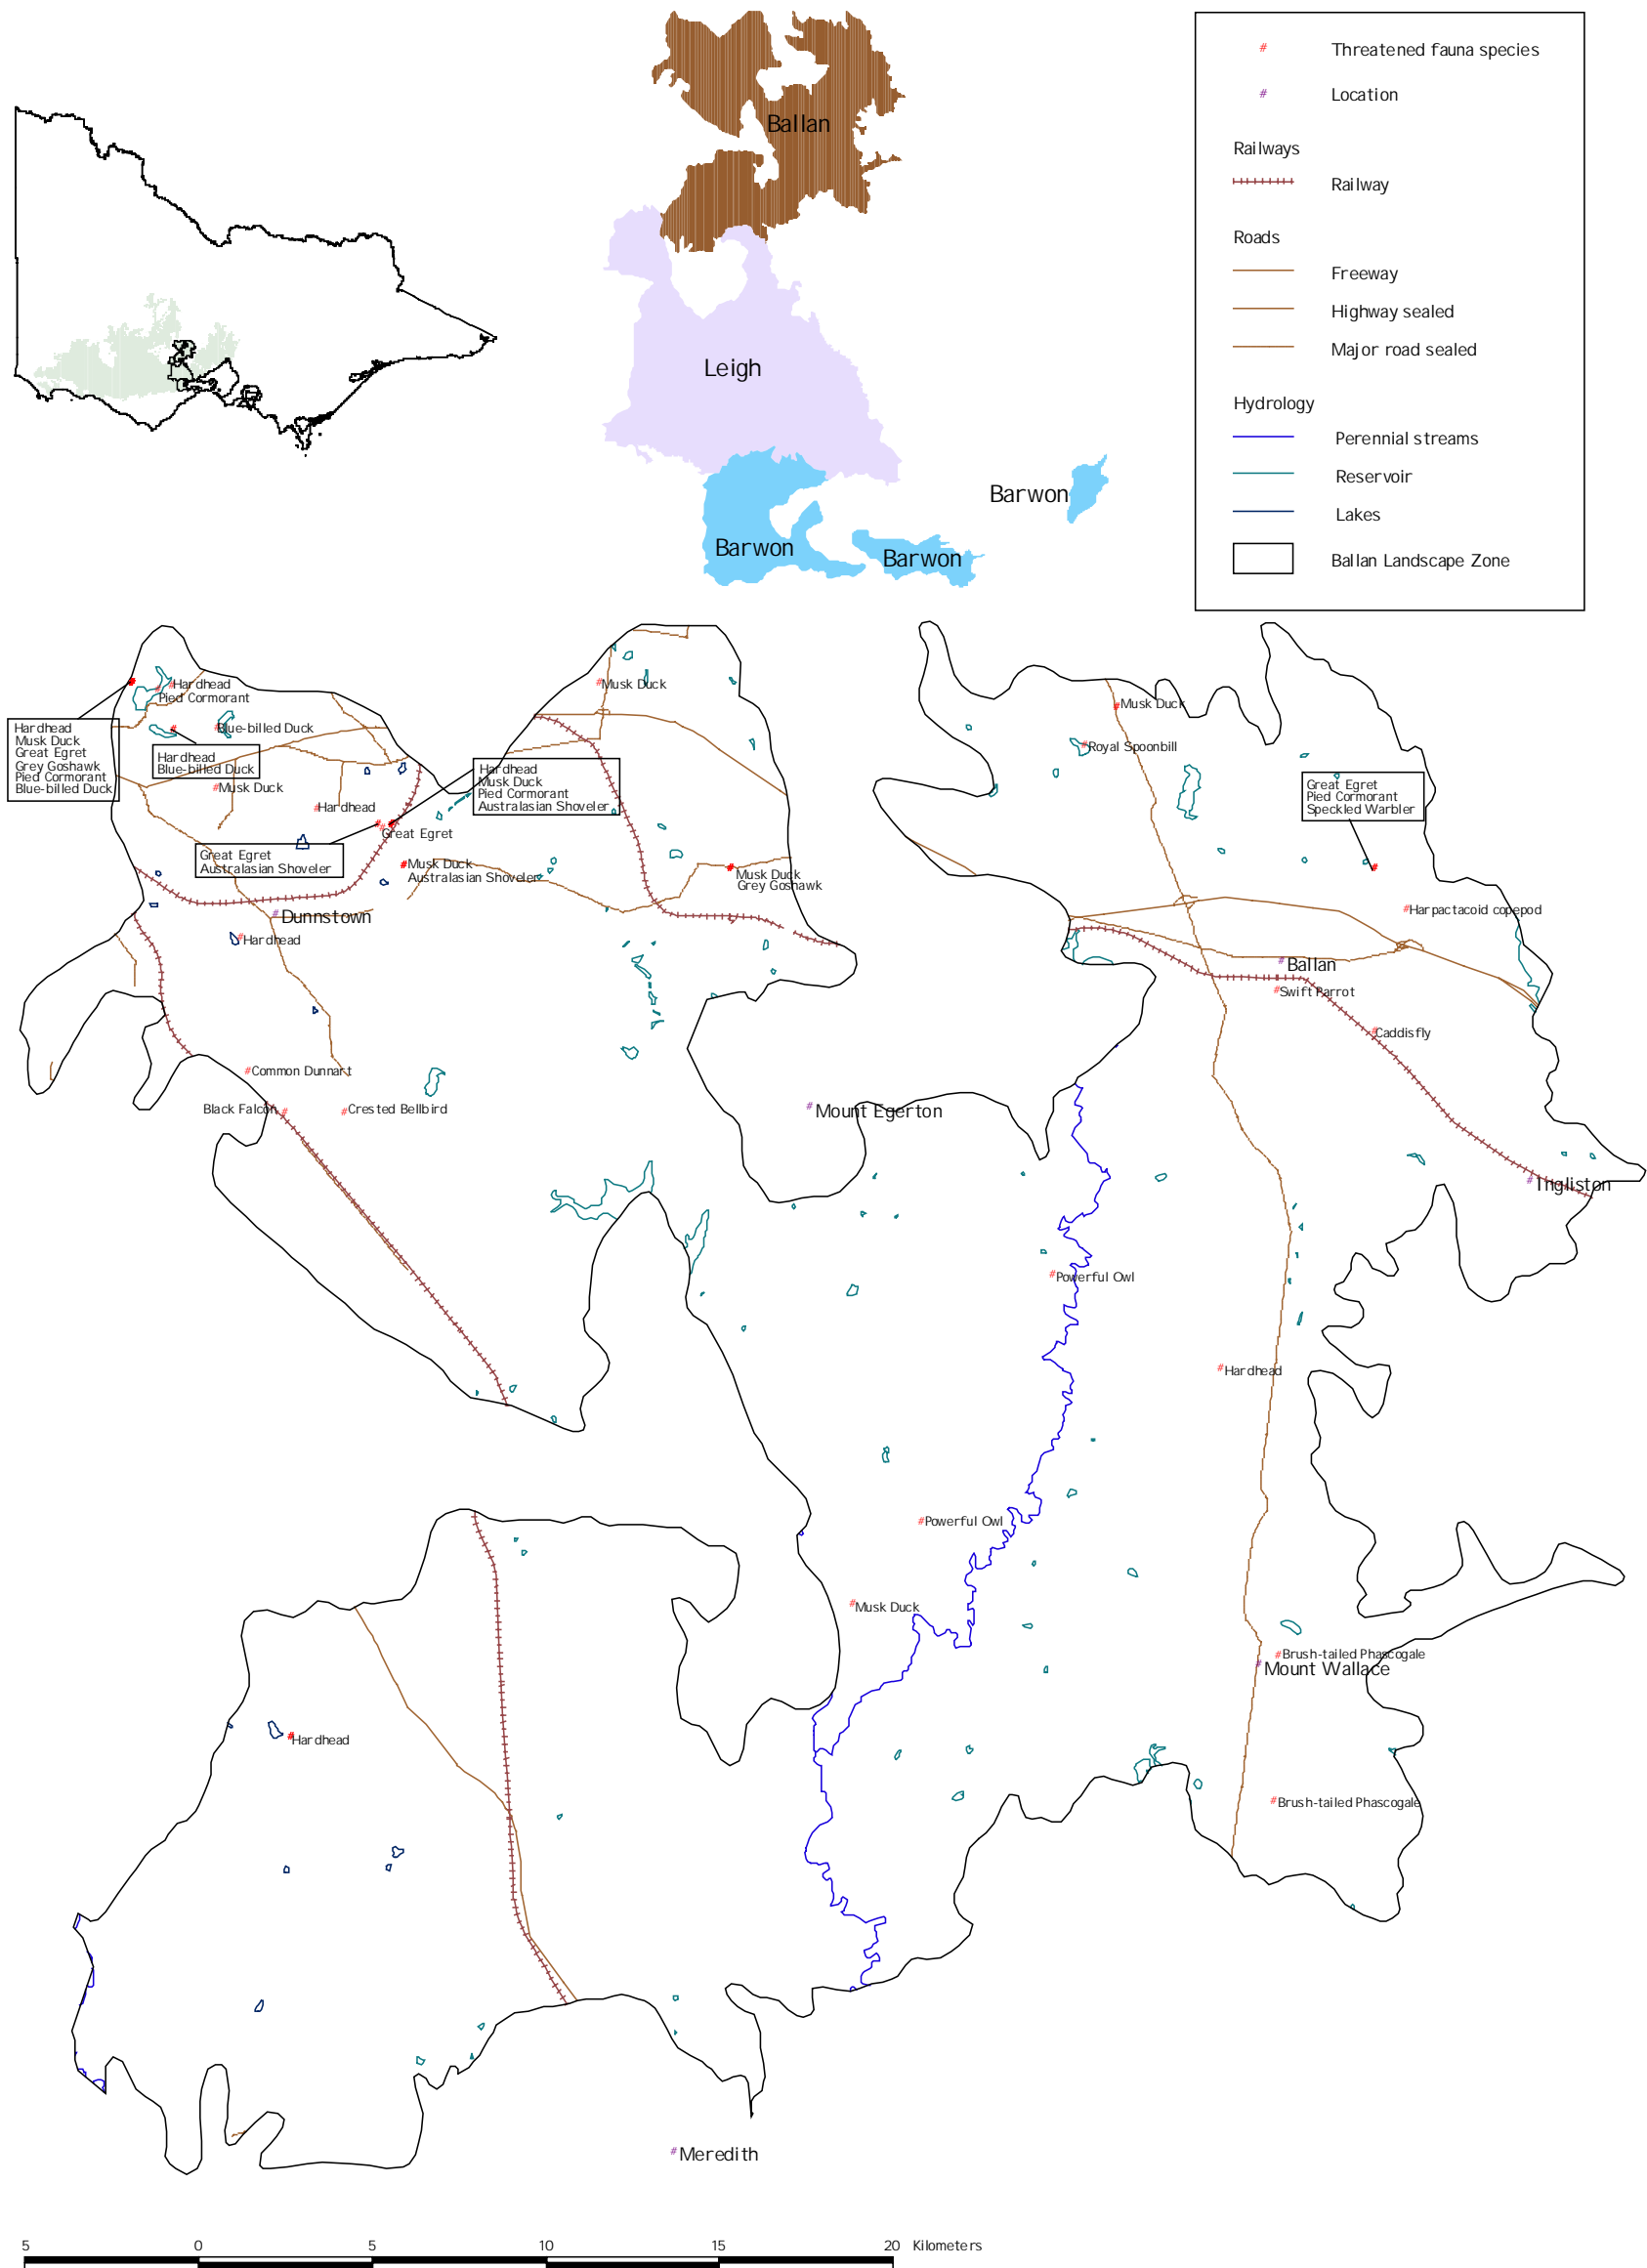 Ballan
Leigh
Barwon
Barwon
Barwon
# Threatened fauna species
# Location
Railways
Railway
Roads
Freeway
Highway sealed
Major road sealed
Hydrology
Perennial streams
Reservoir
Lakes
Ballan Landscape Zone
Hardhead
Pied Cormorant
Hardhead
Musk Duck
Great Egret
Grey Goshawk
Pied Cormorant
Blue-billed Duck
Blue-billed Duck
Hardhead
Blue-billed Duck
Musk Duck
Hardhead
Great Egret
Hardhead
Musk Duck
Pied Cormorant
Australasian Shoveler
Great Egret
Australasian Shoveler
Musk Duck
Australasian Shoveler
Musk Duck
Musk Duck
Grey Goshawk
Dunnstown
Hardhead
Common Dunnart
Black Falcon
Crested Bellbird
Musk Duck
Royal Spoonbill
Great Egret
Pied Cormorant
Speckled Warbler
Harpactacoid copepod
Ballan
Swift Parrot
Caddisfly
Mount Egerton
Ingliston
Powerful Owl
Hardhead
Powerful Owl
Musk Duck
Brush-tailed Phascogale
Mount Wallace
Hardhead
Brush-tailed Phascogale
Meredith
5 0 5 10 15 20 Kilometers